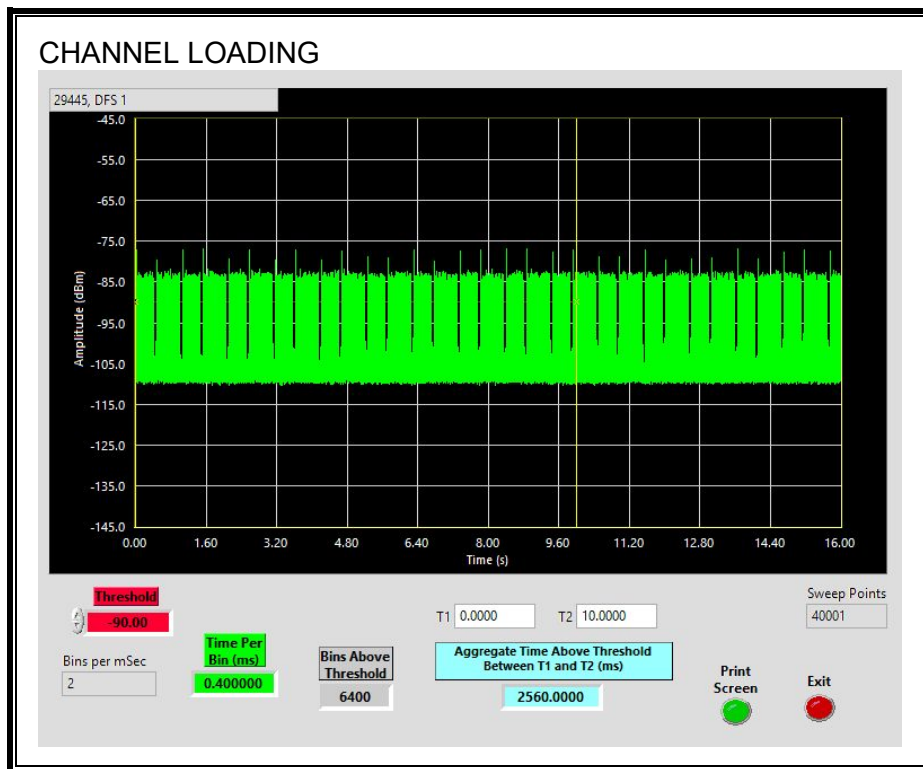 CHANNEL LOADING
29445, DFS 1
-45.0
-55.0
-65.0
-75.0
-85.0
-95.0
-105.0
-115.0
-125.0
-135.0
-145.0
Amplitude (dBm)
0.00 1.60 3.20 4.80 6.40 8.00 9.60 11.20 12.80 14.40 16.00
Time (s)
Threshold
-90.00
Bins per mSec
2
Time Per
Bin (ms)
0.400000
Bins Above
Threshold
6400
T1 0.0000 T2 10.0000
Aggregate Time Above Threshold
Between T1 and T2 (ms)
2560.0000
Sweep Points
40001
Print
Screen
Exit